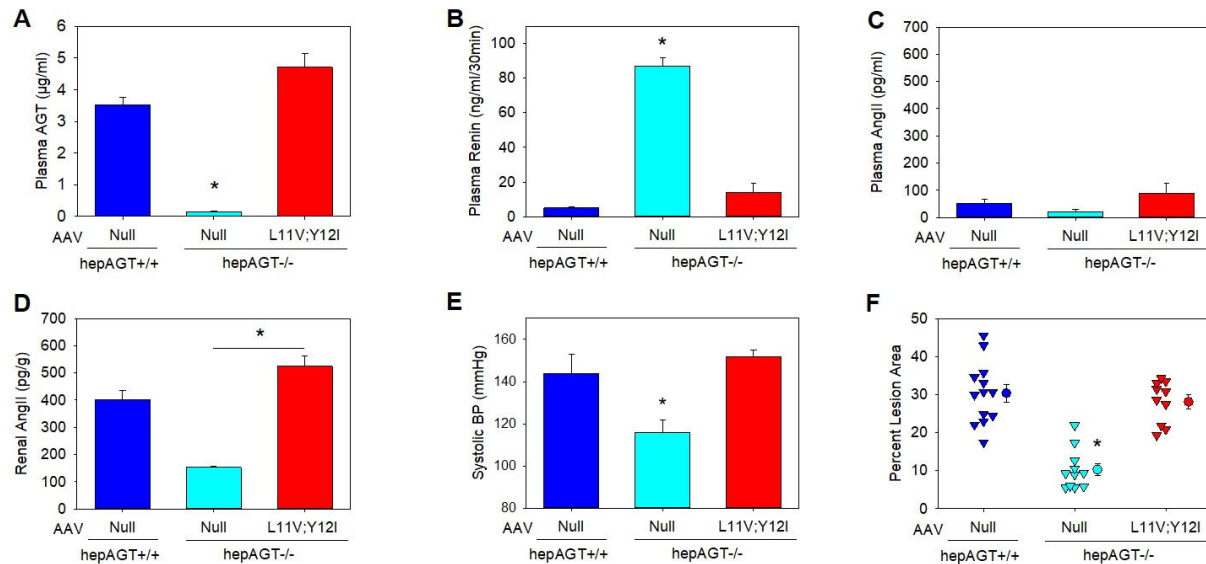 A
Plasma AGT (µg/ml)
6
5
4
3
2
1
0
*
AAV Null Null L11V;Y12I
hepAGT+/+ hepAGT-/-
B
Plasma Renin (ng/ml/30min)
100
80
60
40
20
0
*
AAV Null Null L11V;Y12I
hepAGT+/+ hepAGT-/-
C
Plasma AngII (pg/ml)
700
600
500
400
300
200
100
0
AAV Null Null L11V;Y12I
hepAGT+/+ hepAGT-/-
D
Renal AngII (pg/g)
700
600
500
400
300
200
100
0
*
AAV Null Null L11V;Y12I
hepAGT+/+ hepAGT-/-
E
Systolic BP (mmHg)
160
140
120
100
80
*
AAV Null Null L11V;Y12I
hepAGT+/+ hepAGT-/-
F
Percent Lesion Area
50
40
30
20
10
0
*
AAV Null Null L11V;Y12I
hepAGT+/+ hepAGT-/-